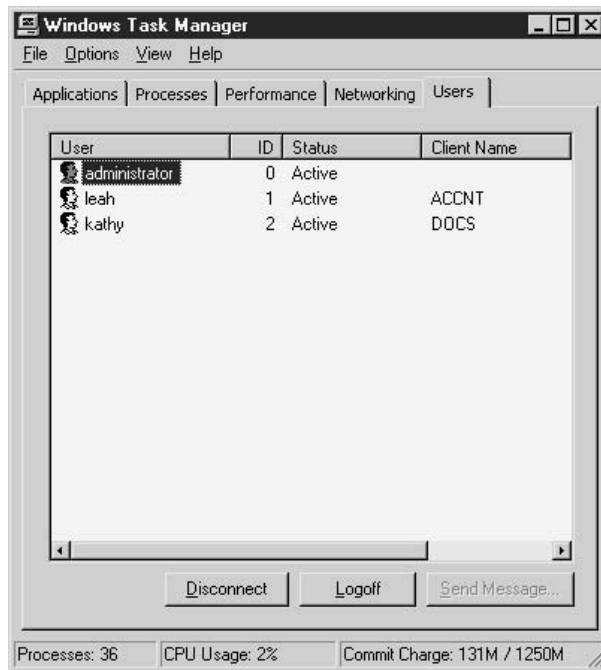 Windows Task Manager
File Options View Help
Applications Processes Performance Networking Users
User ID Status Client Name
administrator 0 Active
leah 1 Active ACCNT
kathy 2 Active DOCS
Disconnect Logoff Send Message...
Processes: 36 CPU Usage: 2% Commit Charge: 131M / 1250M